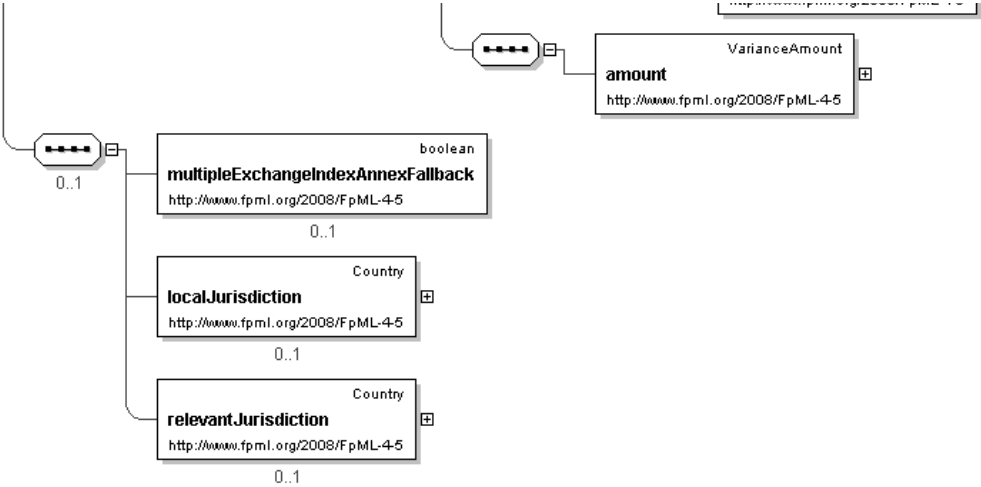 VarianceAmount
amount
http://www.fpml.org/2008/FpML-4-5
boolean
multipleExchangeIndexAnnexFallback
http://www.fpml.org/2008/FpML-4-5
0..1
0..1
Country
localJurisdiction
http://www.fpml.org/2008/FpML-4-5
0..1
Country
relevantJurisdiction
http://www.fpml.org/2008/FpML-4-5
0..1